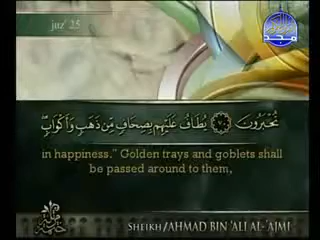 juz' 25
تُحْبَرُونَ ۝٧٠ يُطَافُ عَلَيْهِم بِصِحَافٍ مِّن ذَهَبٍ وَأَكْوَابٍ ۖ
in happiness." Golden trays and goblets shall
be passed around to them,
SHEIKH/AHMAD BIN 'ALI AL-'AJMI